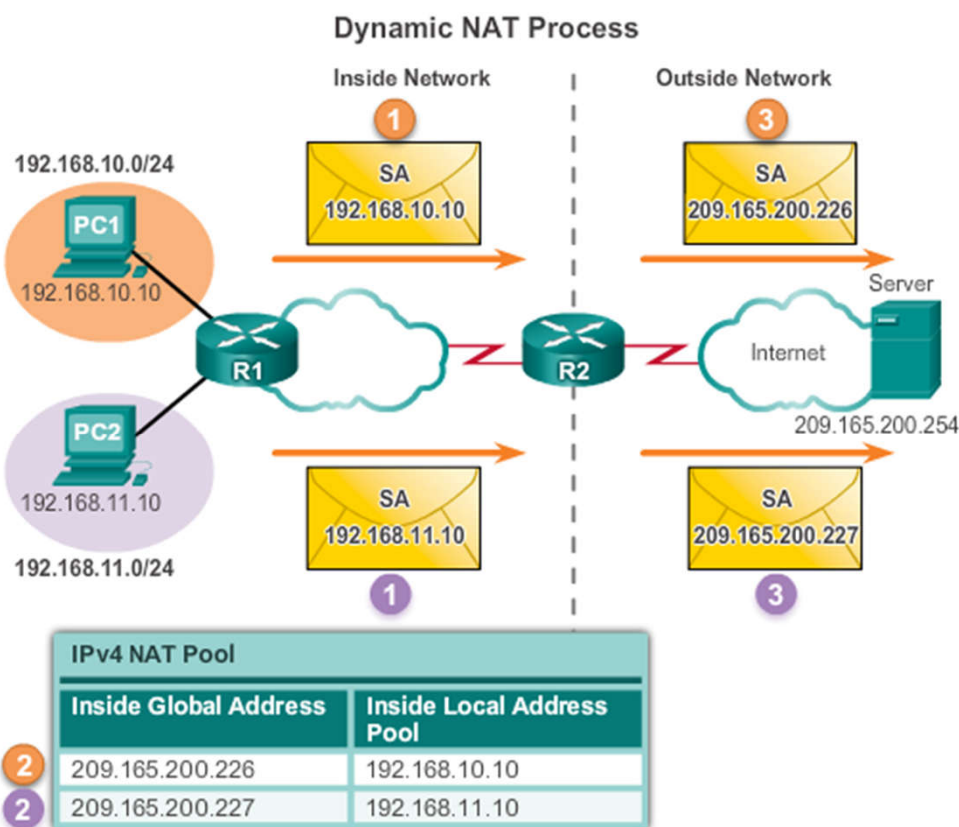 Dynamic NAT Process
Inside Network
Outside Network
1
3
192.168.10.0/24
SA
192.168.10.10
SA
209.165.200.226
PC1
192.168.10.10
Server
R1
R2
Internet
209.165.200.254
PC2
192.168.11.10
192.168.11.0/24
SA
192.168.11.10
SA
209.165.200.227
1
3
IPv4 NAT Pool
Inside Global Address
Inside Local Address
Pool
2
209.165.200.226
192.168.10.10
2
209.165.200.227
192.168.11.10